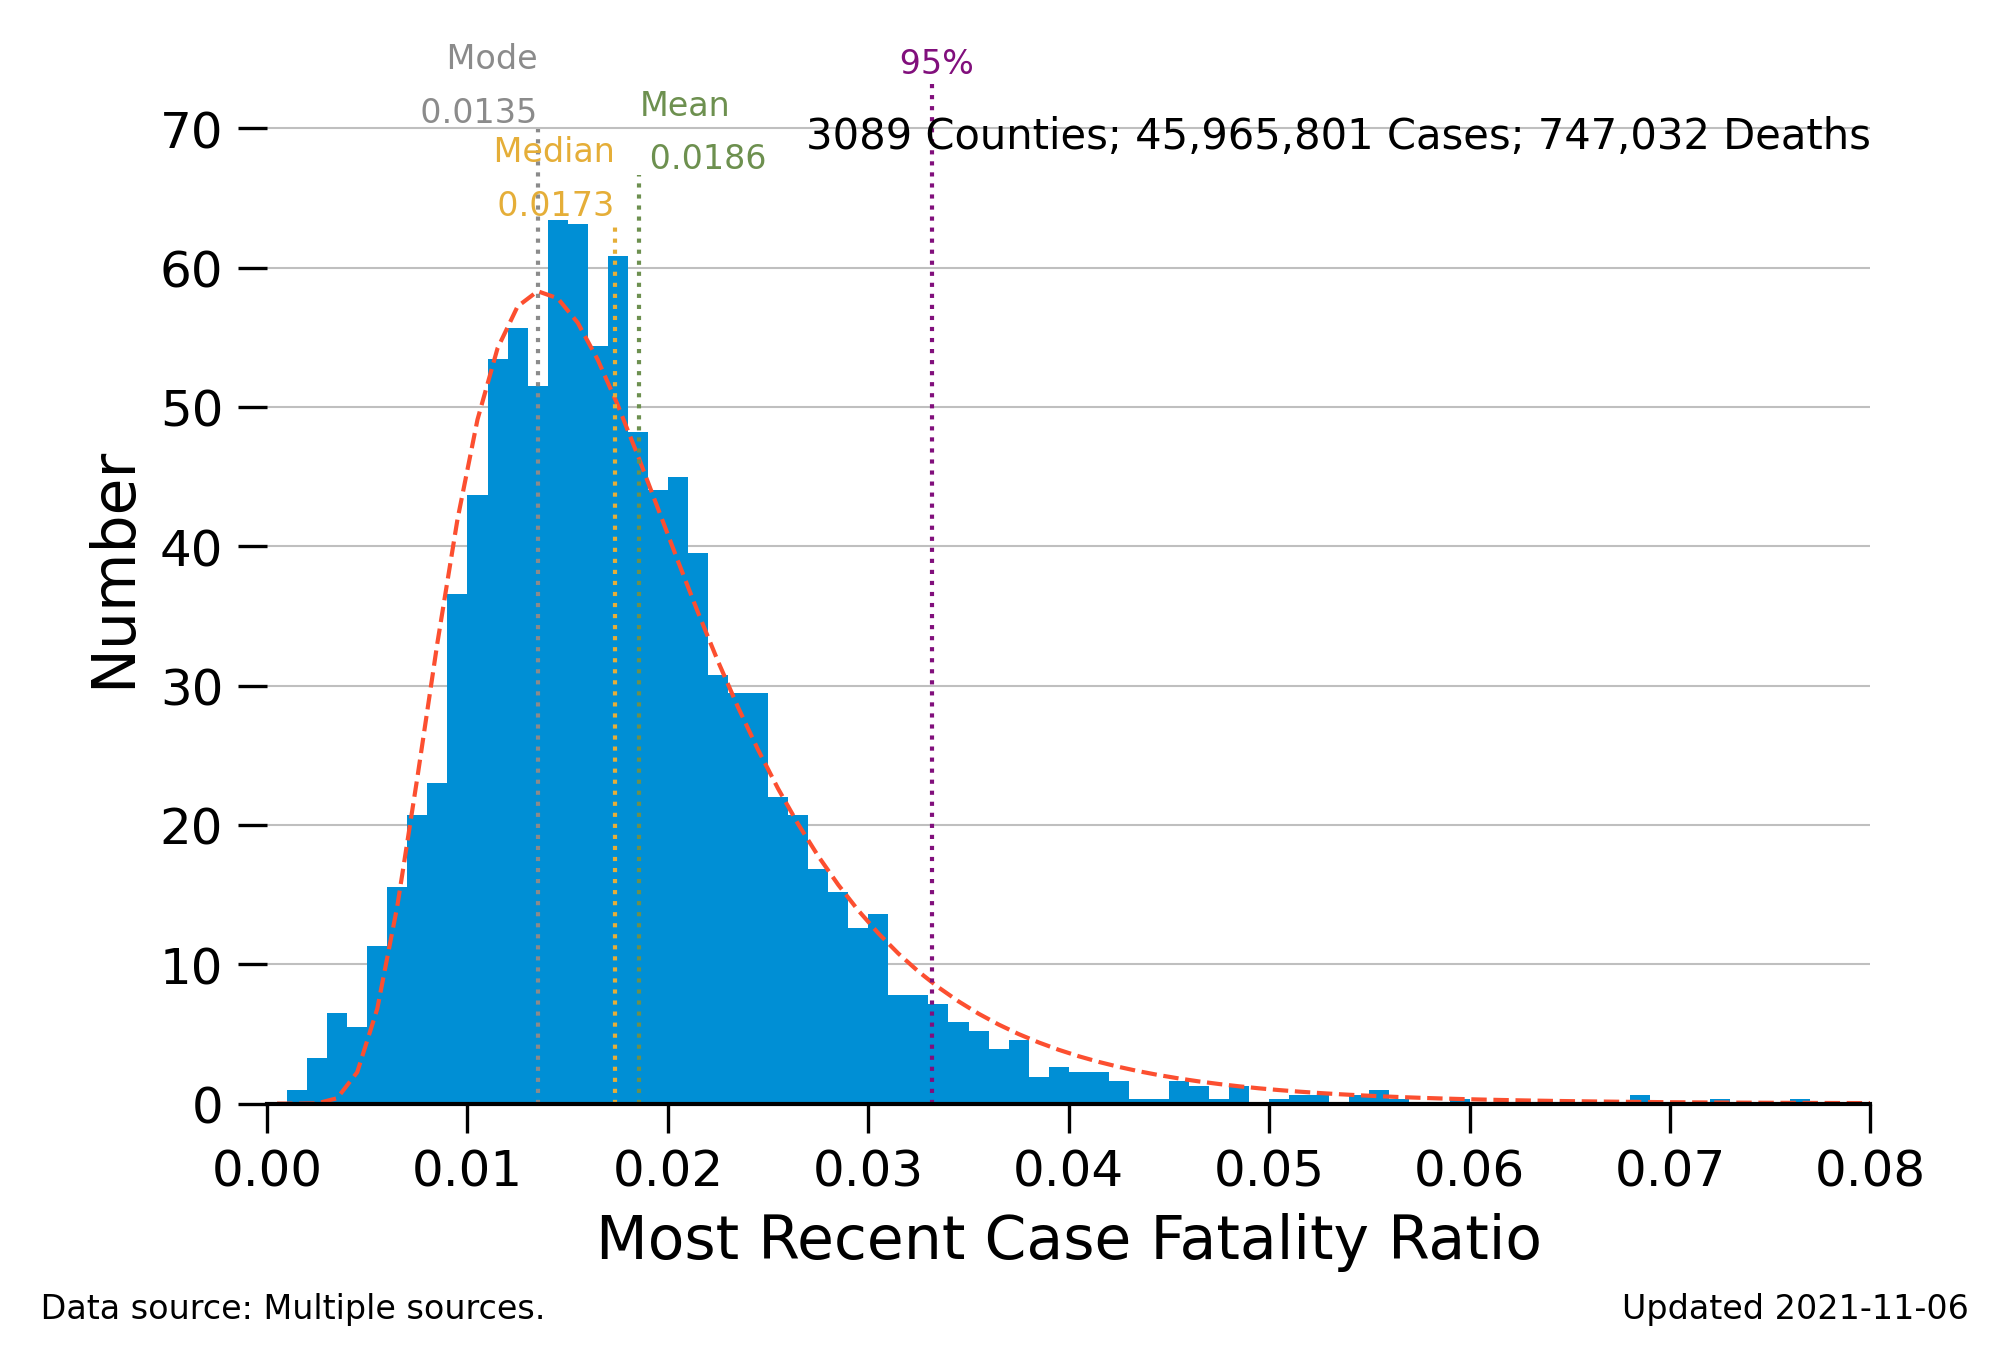 Mode
0.0135
95%
Mean
0.0186
Median
0.0173
3089 Counties; 45,965,801 Cases; 747,032 Deaths
70
60
50
40
30
20
10
0
Number
0.00 0.01 0.02 0.03 0.04 0.05 0.06 0.07 0.08
Most Recent Case Fatality Ratio
Data source: Multiple sources.
Updated 2021-11-06